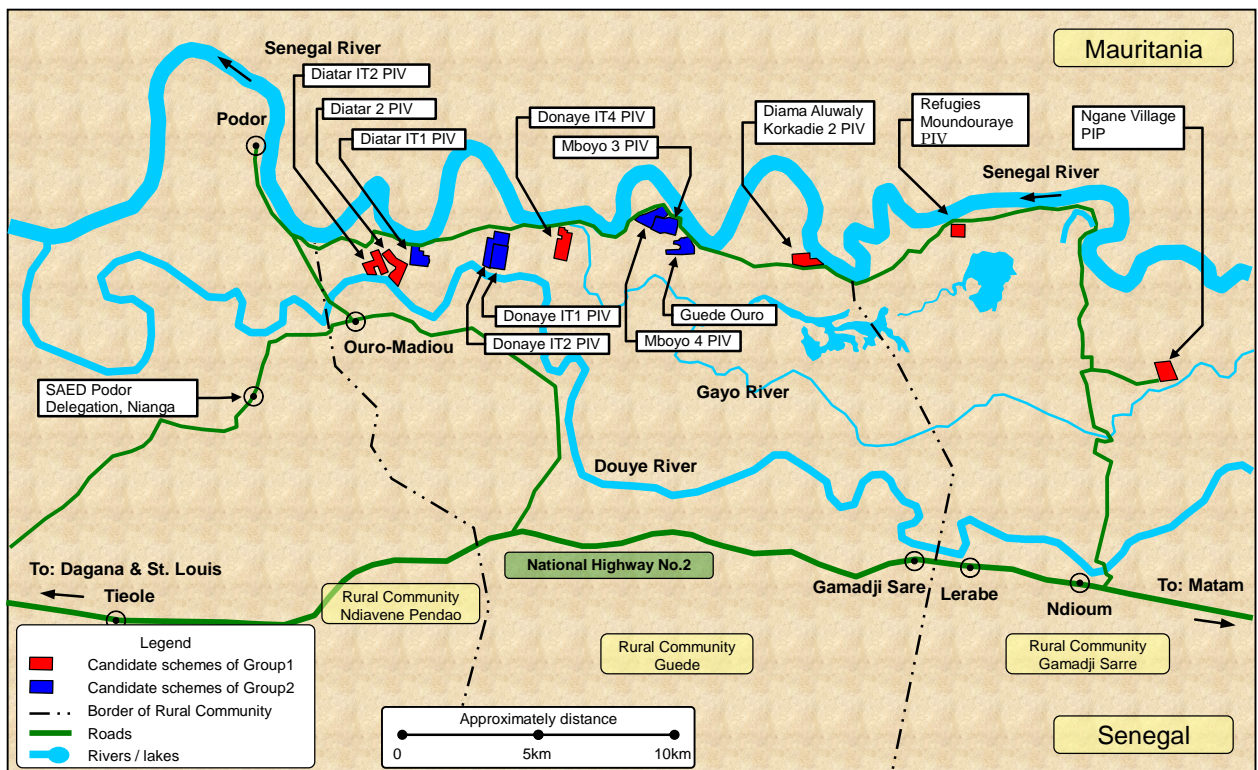 Mauritania
Senegal River
Diatar IT2 PIV
Diatar 2 PIV
Diatar IT1 PIV
Podor
Donaye IT4 PIV
Mboyo 3 PIV
Diama Aluwaly
Korkadie 2 PIV
Refugies
Moundouraye
PIV
Ngane Village
PIP
Senegal River
Donaye IT1 PIV
Donaye IT2 PIV
Guede Ouro
Mboyo 4 PIV
Ouro-Madiou
SAED Podor
Delegation, Nianga
Gayo River
Douye River
National Highway No.2
To: Dagana & St. Louis
Tieole
Rural Community
Ndiavene Pendao
Gamadji Sare
Lerabe
Ndioum
To: Matam
Rural Community
Guede
Rural Community
Gamadji Sarre
Legend
Candidate schemes of Group1
Candidate schemes of Group2
Border of Rural Community
Roads
Rivers / lakes
Approximately distance
0
5km
10km
Senegal